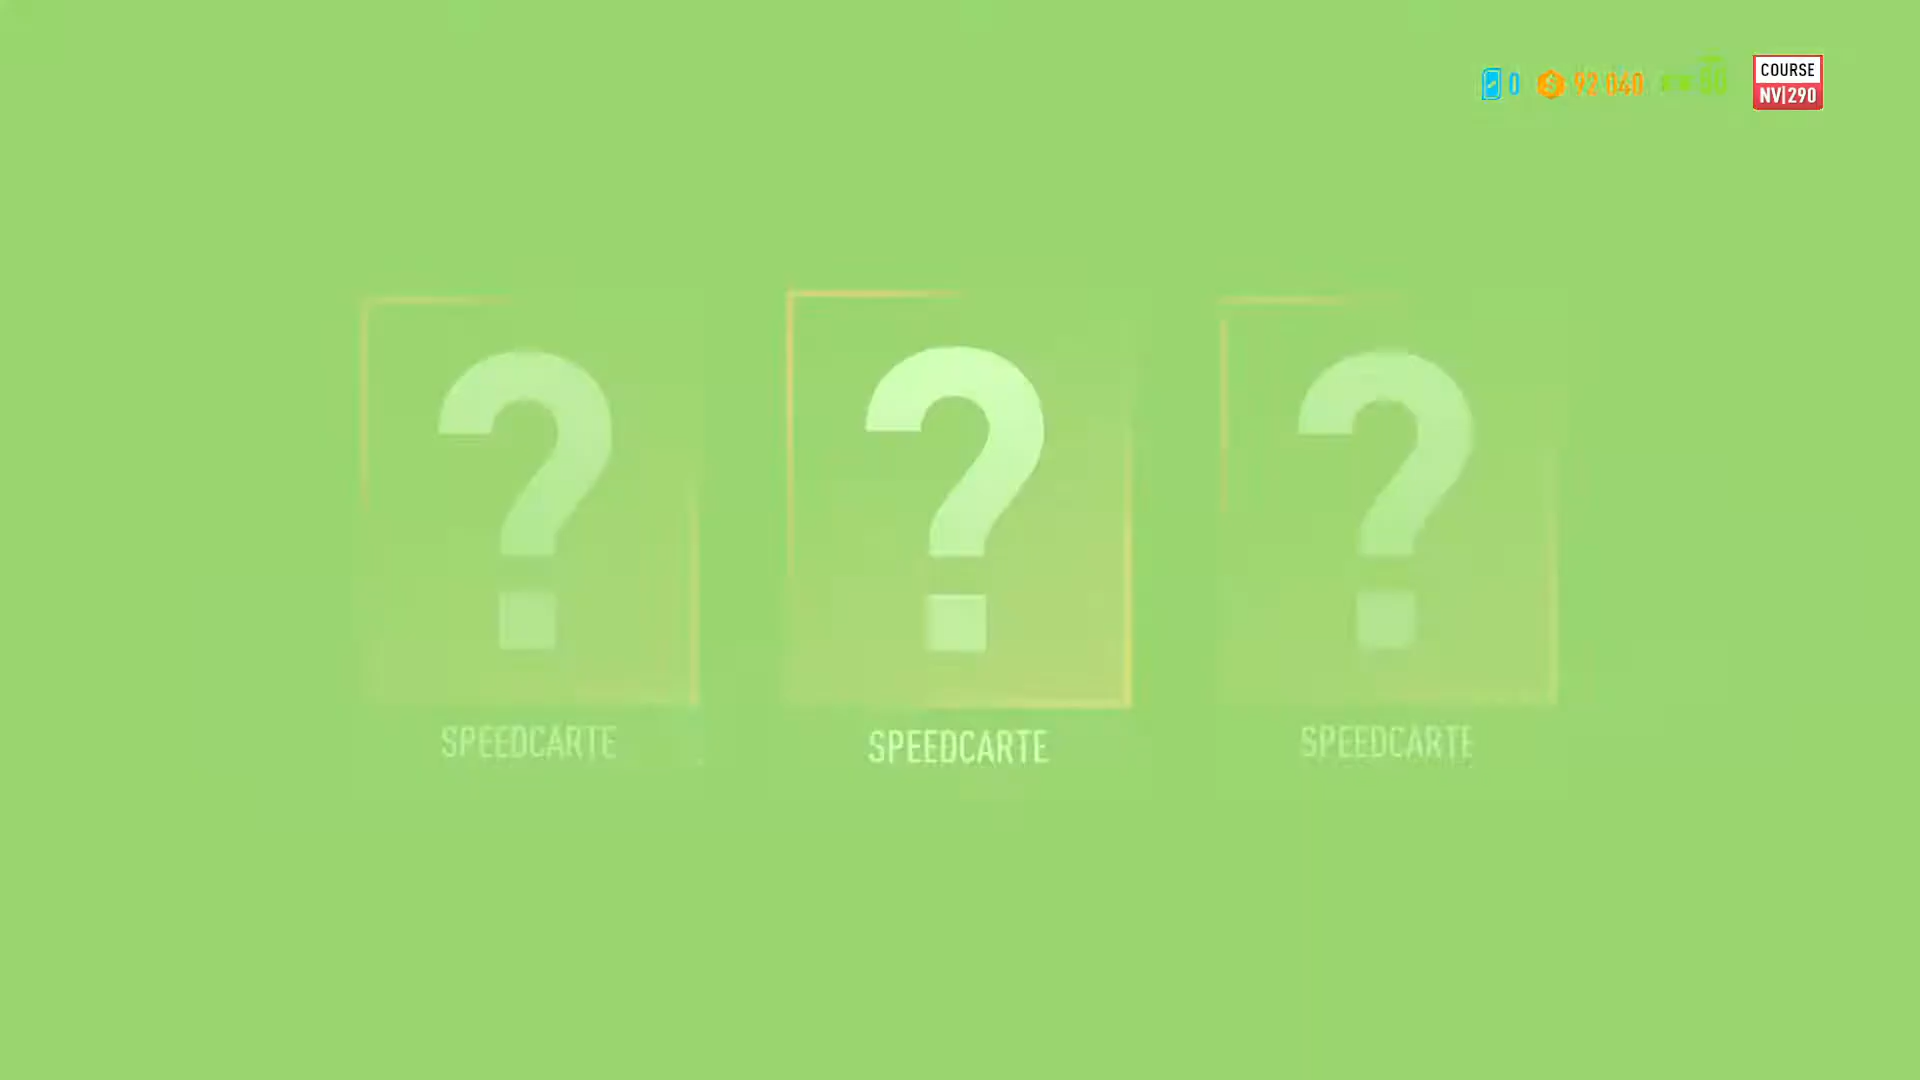 0 92 040 50
COURSE
NV|290
? ? ?
SPEEDCARTE SPEEDCARTE SPEEDCARTE